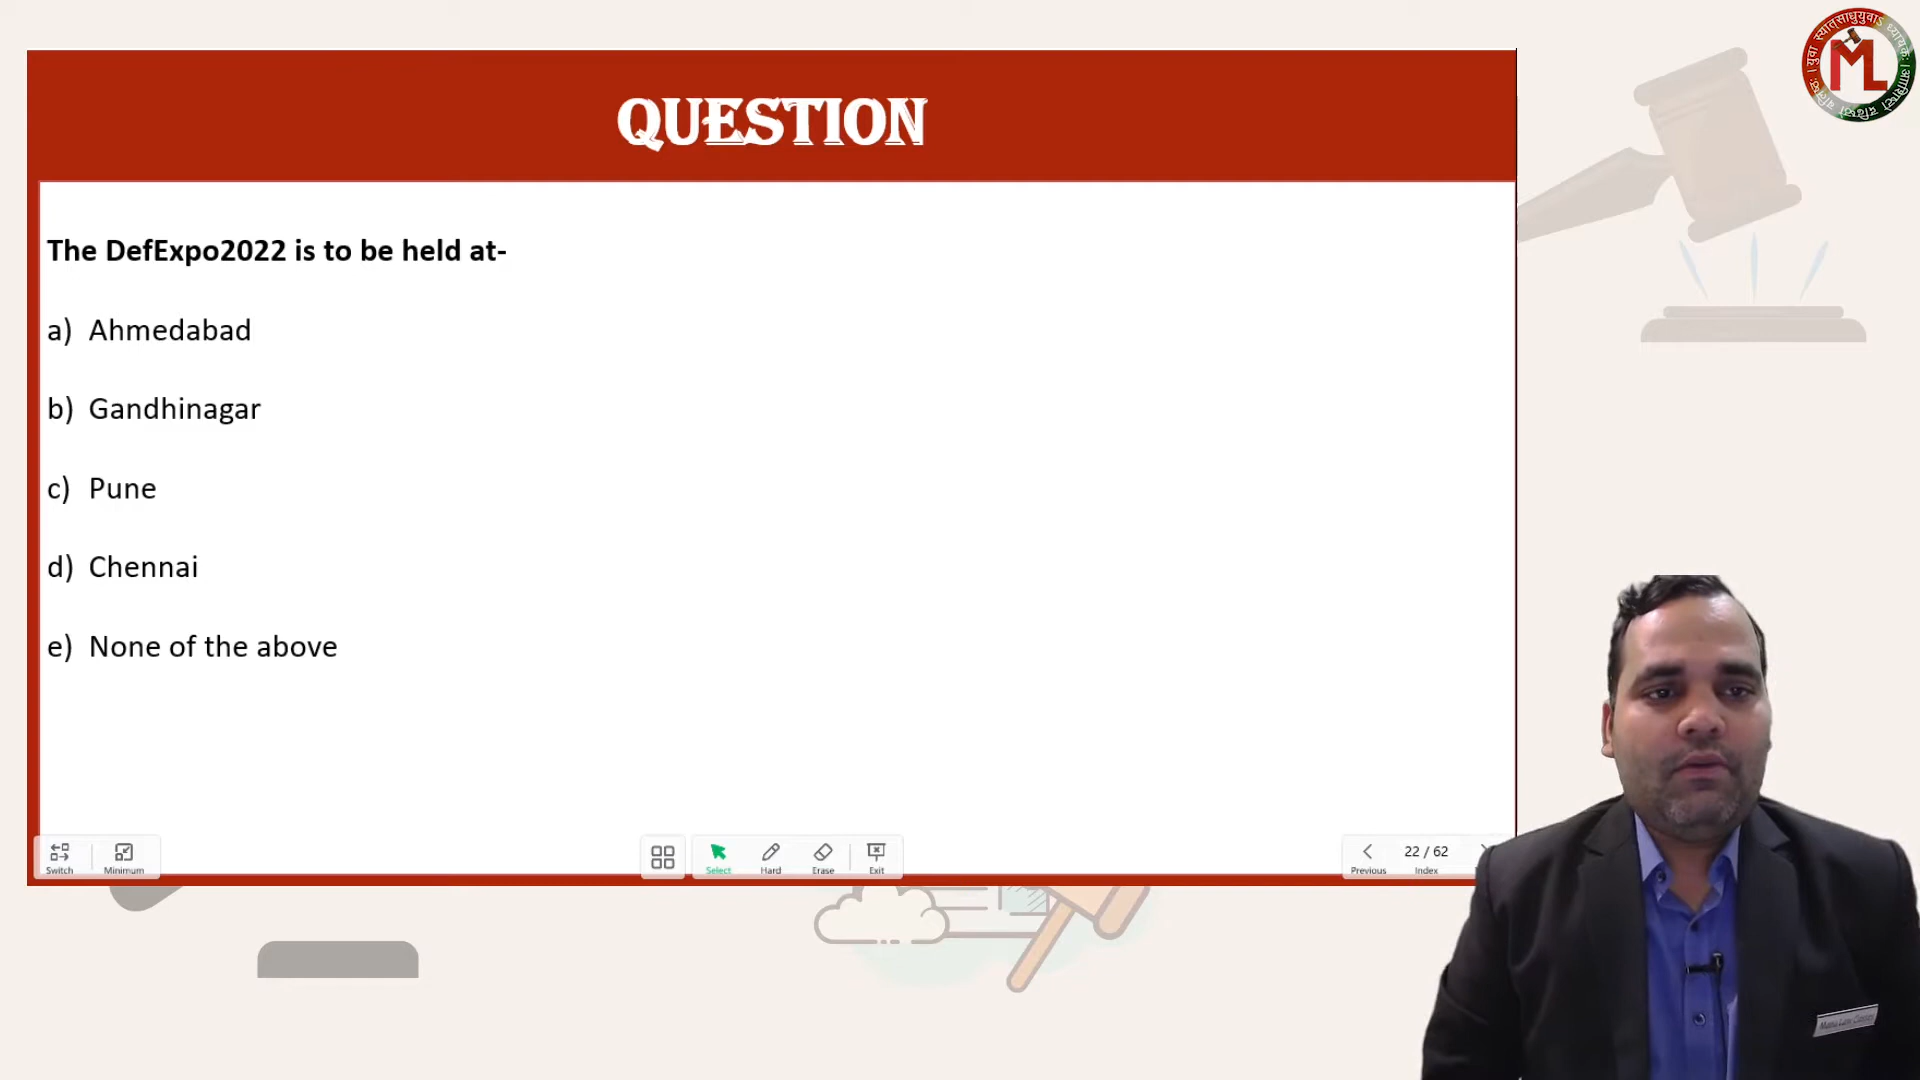 QUESTION
The DefExpo2022 is to be held at-
a) Ahmedabad
b) Gandhinagar
c) Pune
d) Chennai
e) None of the above
Switch
Minimum
Select
Hard
Erase
Exit
Previous
22 / 62
Index
ML